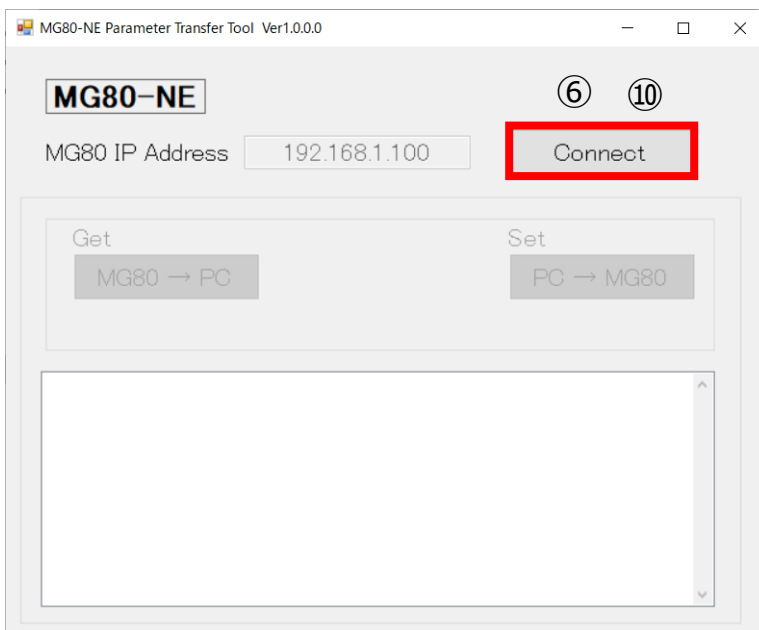 MG80-NE Parameter Transfer Tool Ver1.0.0.0
MG80-NE
⑥ ⑩
MG80 IP Address 192.168.1.100 Connect
Get Set
MG80 → PC PC → MG80